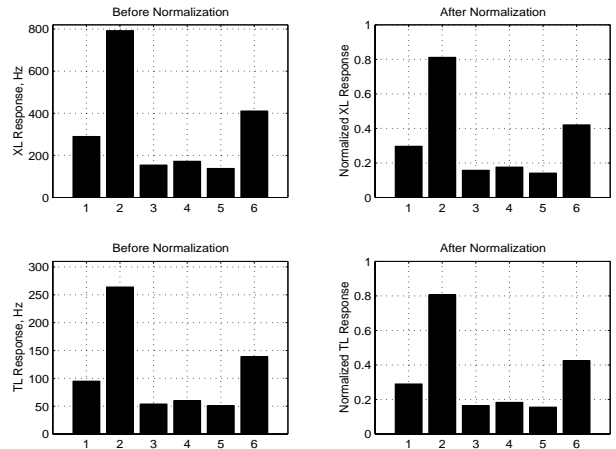 Before Normalization
XL Response, Hz
800
600
400
200
0
1 2 3 4 5 6
After Normalization
Normalized XL Response
1
0.8
0.6
0.4
0.2
0
1 2 3 4 5 6
Before Normalization
TL Response, Hz
300
250
200
150
100
50
0
1 2 3 4 5 6
After Normalization
Normalized TL Response
1
0.8
0.6
0.4
0.2
0
1 2 3 4 5 6